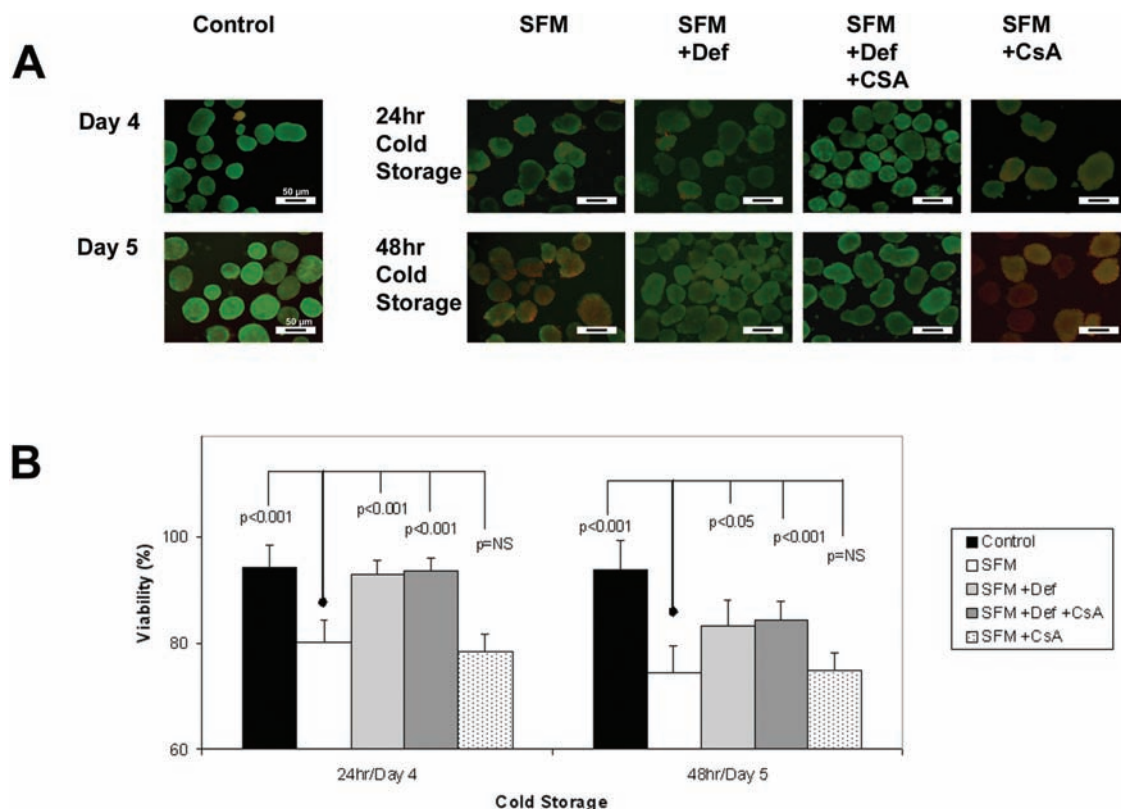 Control
SFM
SFM
+Def
SFM
+Def
+CSA
SFM
+CsA
A
Day 4
50 µm
24hr
Cold
Storage
Day 5
50 µm
48hr
Cold
Storage
B
Viability (%)
100
80
60
p<0.001
p<0.001
p<0.001
p=NS
p<0.001
p<0.05
p<0.001
p=NS
24hr/Day 4
48hr/Day 5
Cold Storage
Control
SFM
SFM +Def
SFM +Def +CsA
SFM +CsA